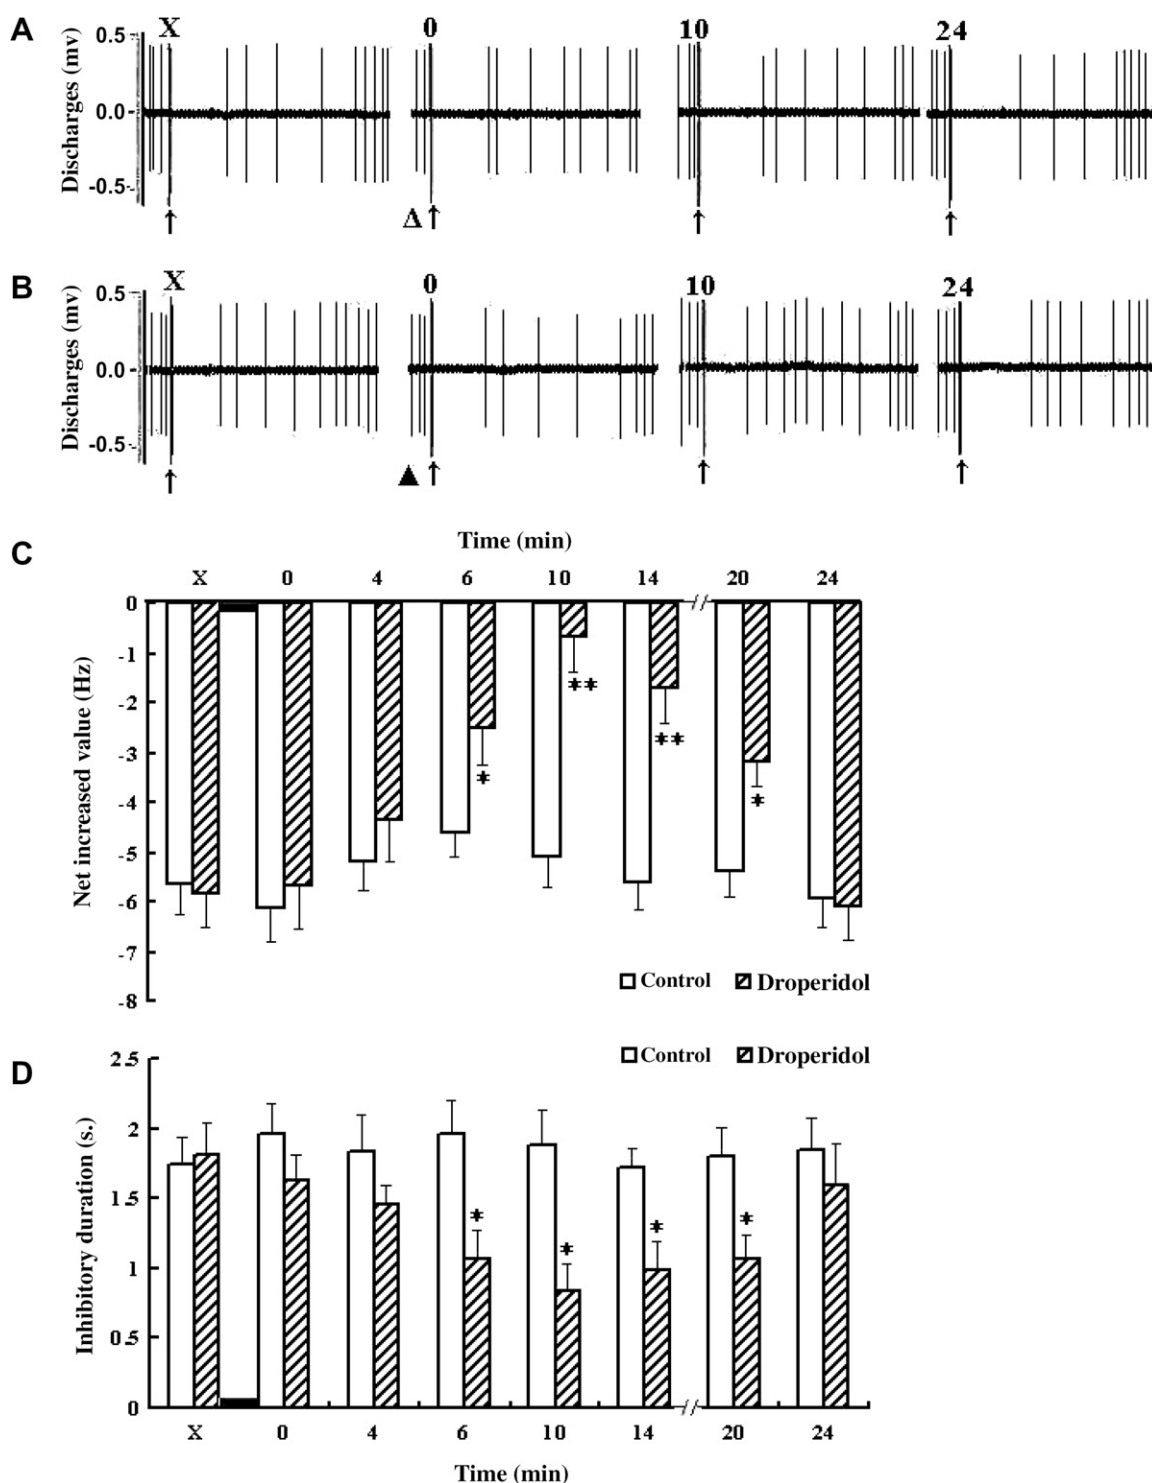 A
X 0 10 24
Discharges (mv)
0.5
0.0
-0.5
Δ ↑ ↑ ↑ ↑
B
X 0 10 24
Discharges (mv)
0.5
0.0
-0.5
▲ ↑ ↑ ↑ ↑
C
Time (min)
X 0 4 6 10 14 20 24
Net increased value (Hz)
0
-1
-2
-3
-4
-5
-6
-7
-8
**
**
*
*
Control Droperidol
D
Control Droperidol
Inhibitory duration (s.)
2.5
2
1.5
1
0.5
0
* * * *
X 0 4 6 10 14 20 24
Time (min)